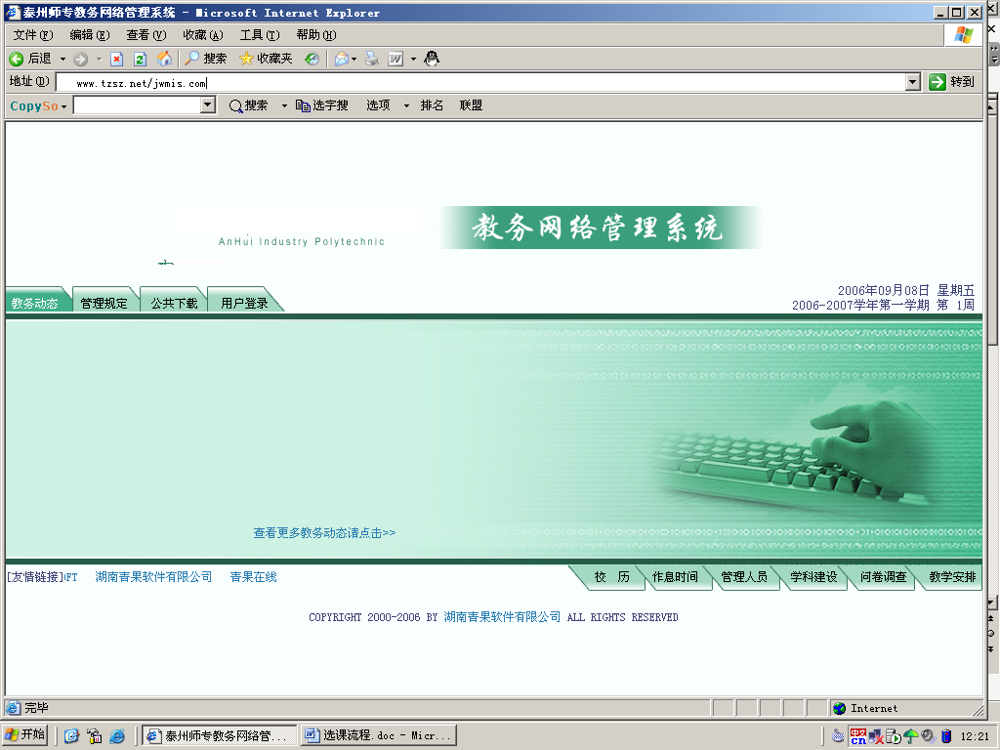 泰州师专教务网络管理系统 - Microsoft Internet Explorer
文件(F) 编辑(E) 查看(V) 收藏(A) 工具(T) 帮助(H)
后退 搜索 收藏夹
地址(D) www.tzsz.net/jwmis.com 转到
CopySo 搜索 选字搜 选项 排名 联盟
教务网络管理系统
AnHui Industry Polytechnic
教务动态 管理规定 公共下载 用户登录
2006年09月08日 星期五
2006-2007学年第一学期 第 1周
查看更多教务动态请点击>>
[友情链接] 湖南青果软件有限公司 青果在线
校 历 作息时间 管理人员 学科建设 问卷调查 教学安排
COPYRIGHT 2000-2006 BY 湖南青果软件有限公司 ALL RIGHTS RESERVED
完毕 Internet
开始 泰州师专教务网络管... 选课流程.doc - Micr... CN 12:21